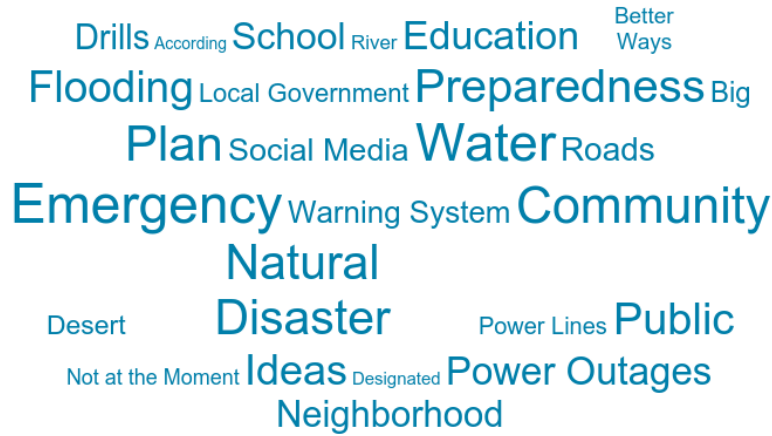 Drills According School River Education Better
Ways
Flooding Local Government Preparedness Big
Plan Social Media Water Roads
Emergency Warning System Community
Natural
Desert Disaster Power Lines Public
Not at the Moment Ideas Designated Power Outages
Neighborhood